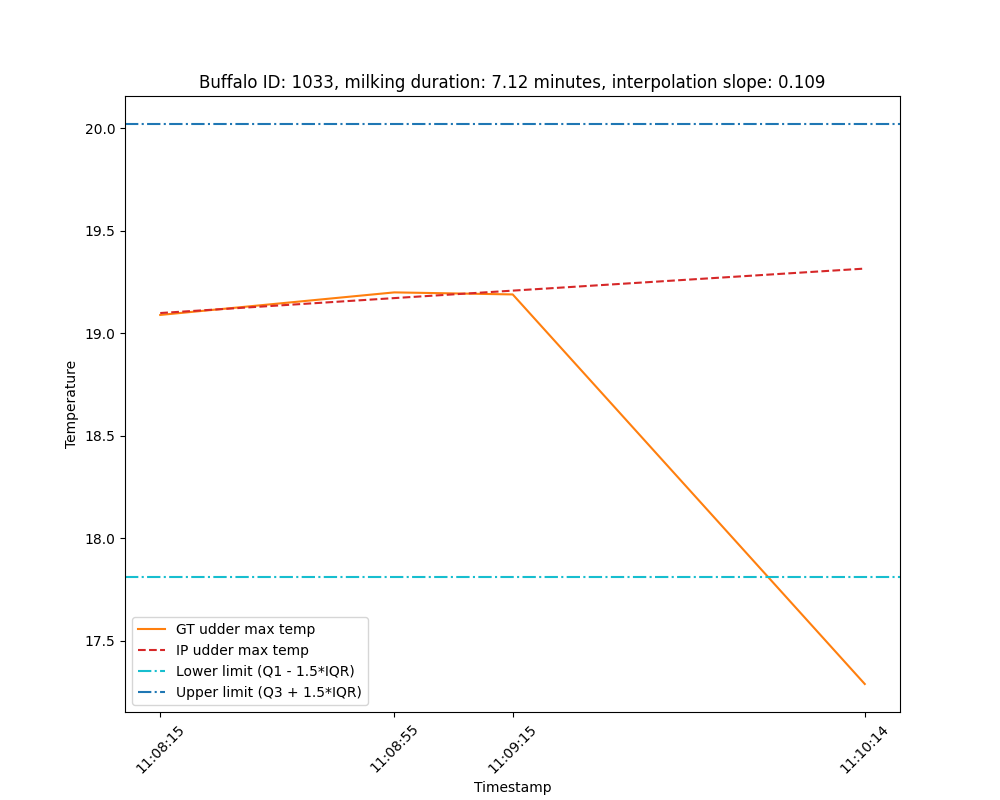 Buffalo ID: 1033, milking duration: 7.12 minutes, interpolation slope: 0.109
20.0
19.5
19.0
18.5
18.0
17.5
Temperature
GT udder max temp
IP udder max temp
Lower limit (Q1 - 1.5*IQR)
Upper limit (Q3 + 1.5*IQR)
11:08:15
11:08:55
11:09:15
11:10:14
Timestamp